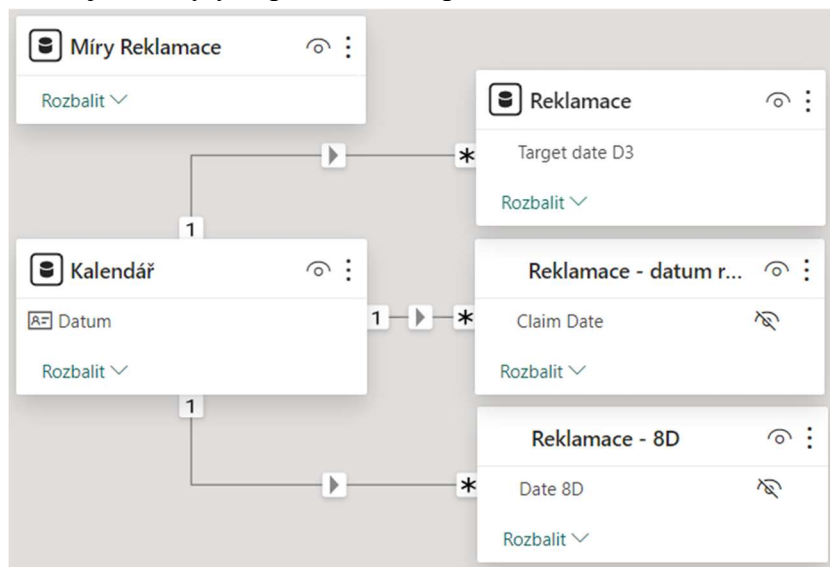 Míry Reklamace
Rozbalit
Reklamace
Target date D3
Rozbalit
1
*
Kalendář
Datum
Rozbalit
1
*
Reklamace - datum r...
Claim Date
Rozbalit
1
*
Reklamace - 8D
Date 8D
Rozbalit